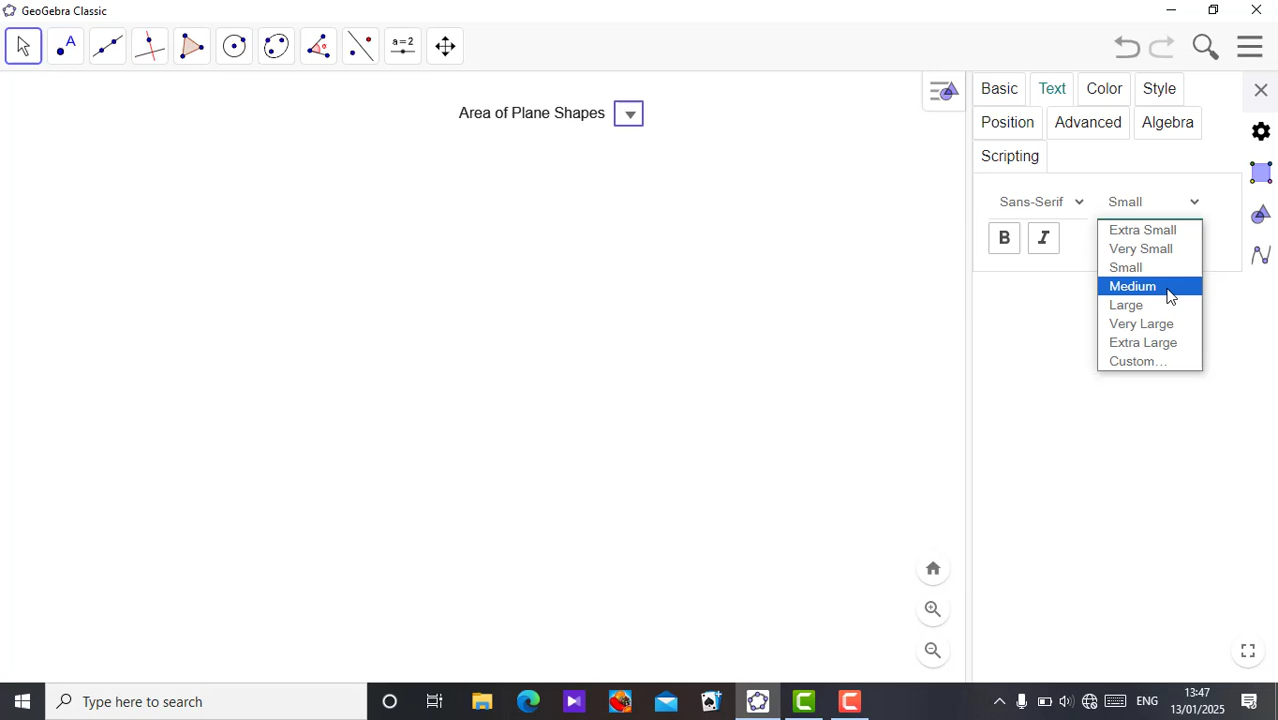 GeoGebra Classic
A
a=2
Basic Text Color Style
Position Advanced Algebra
Scripting
Area of Plane Shapes
Sans-Serif Small
B I
Extra Small
Very Small
Small
Medium
Large
Very Large
Extra Large
Custom…
Type here to search
ENG
13:47
13/01/2025